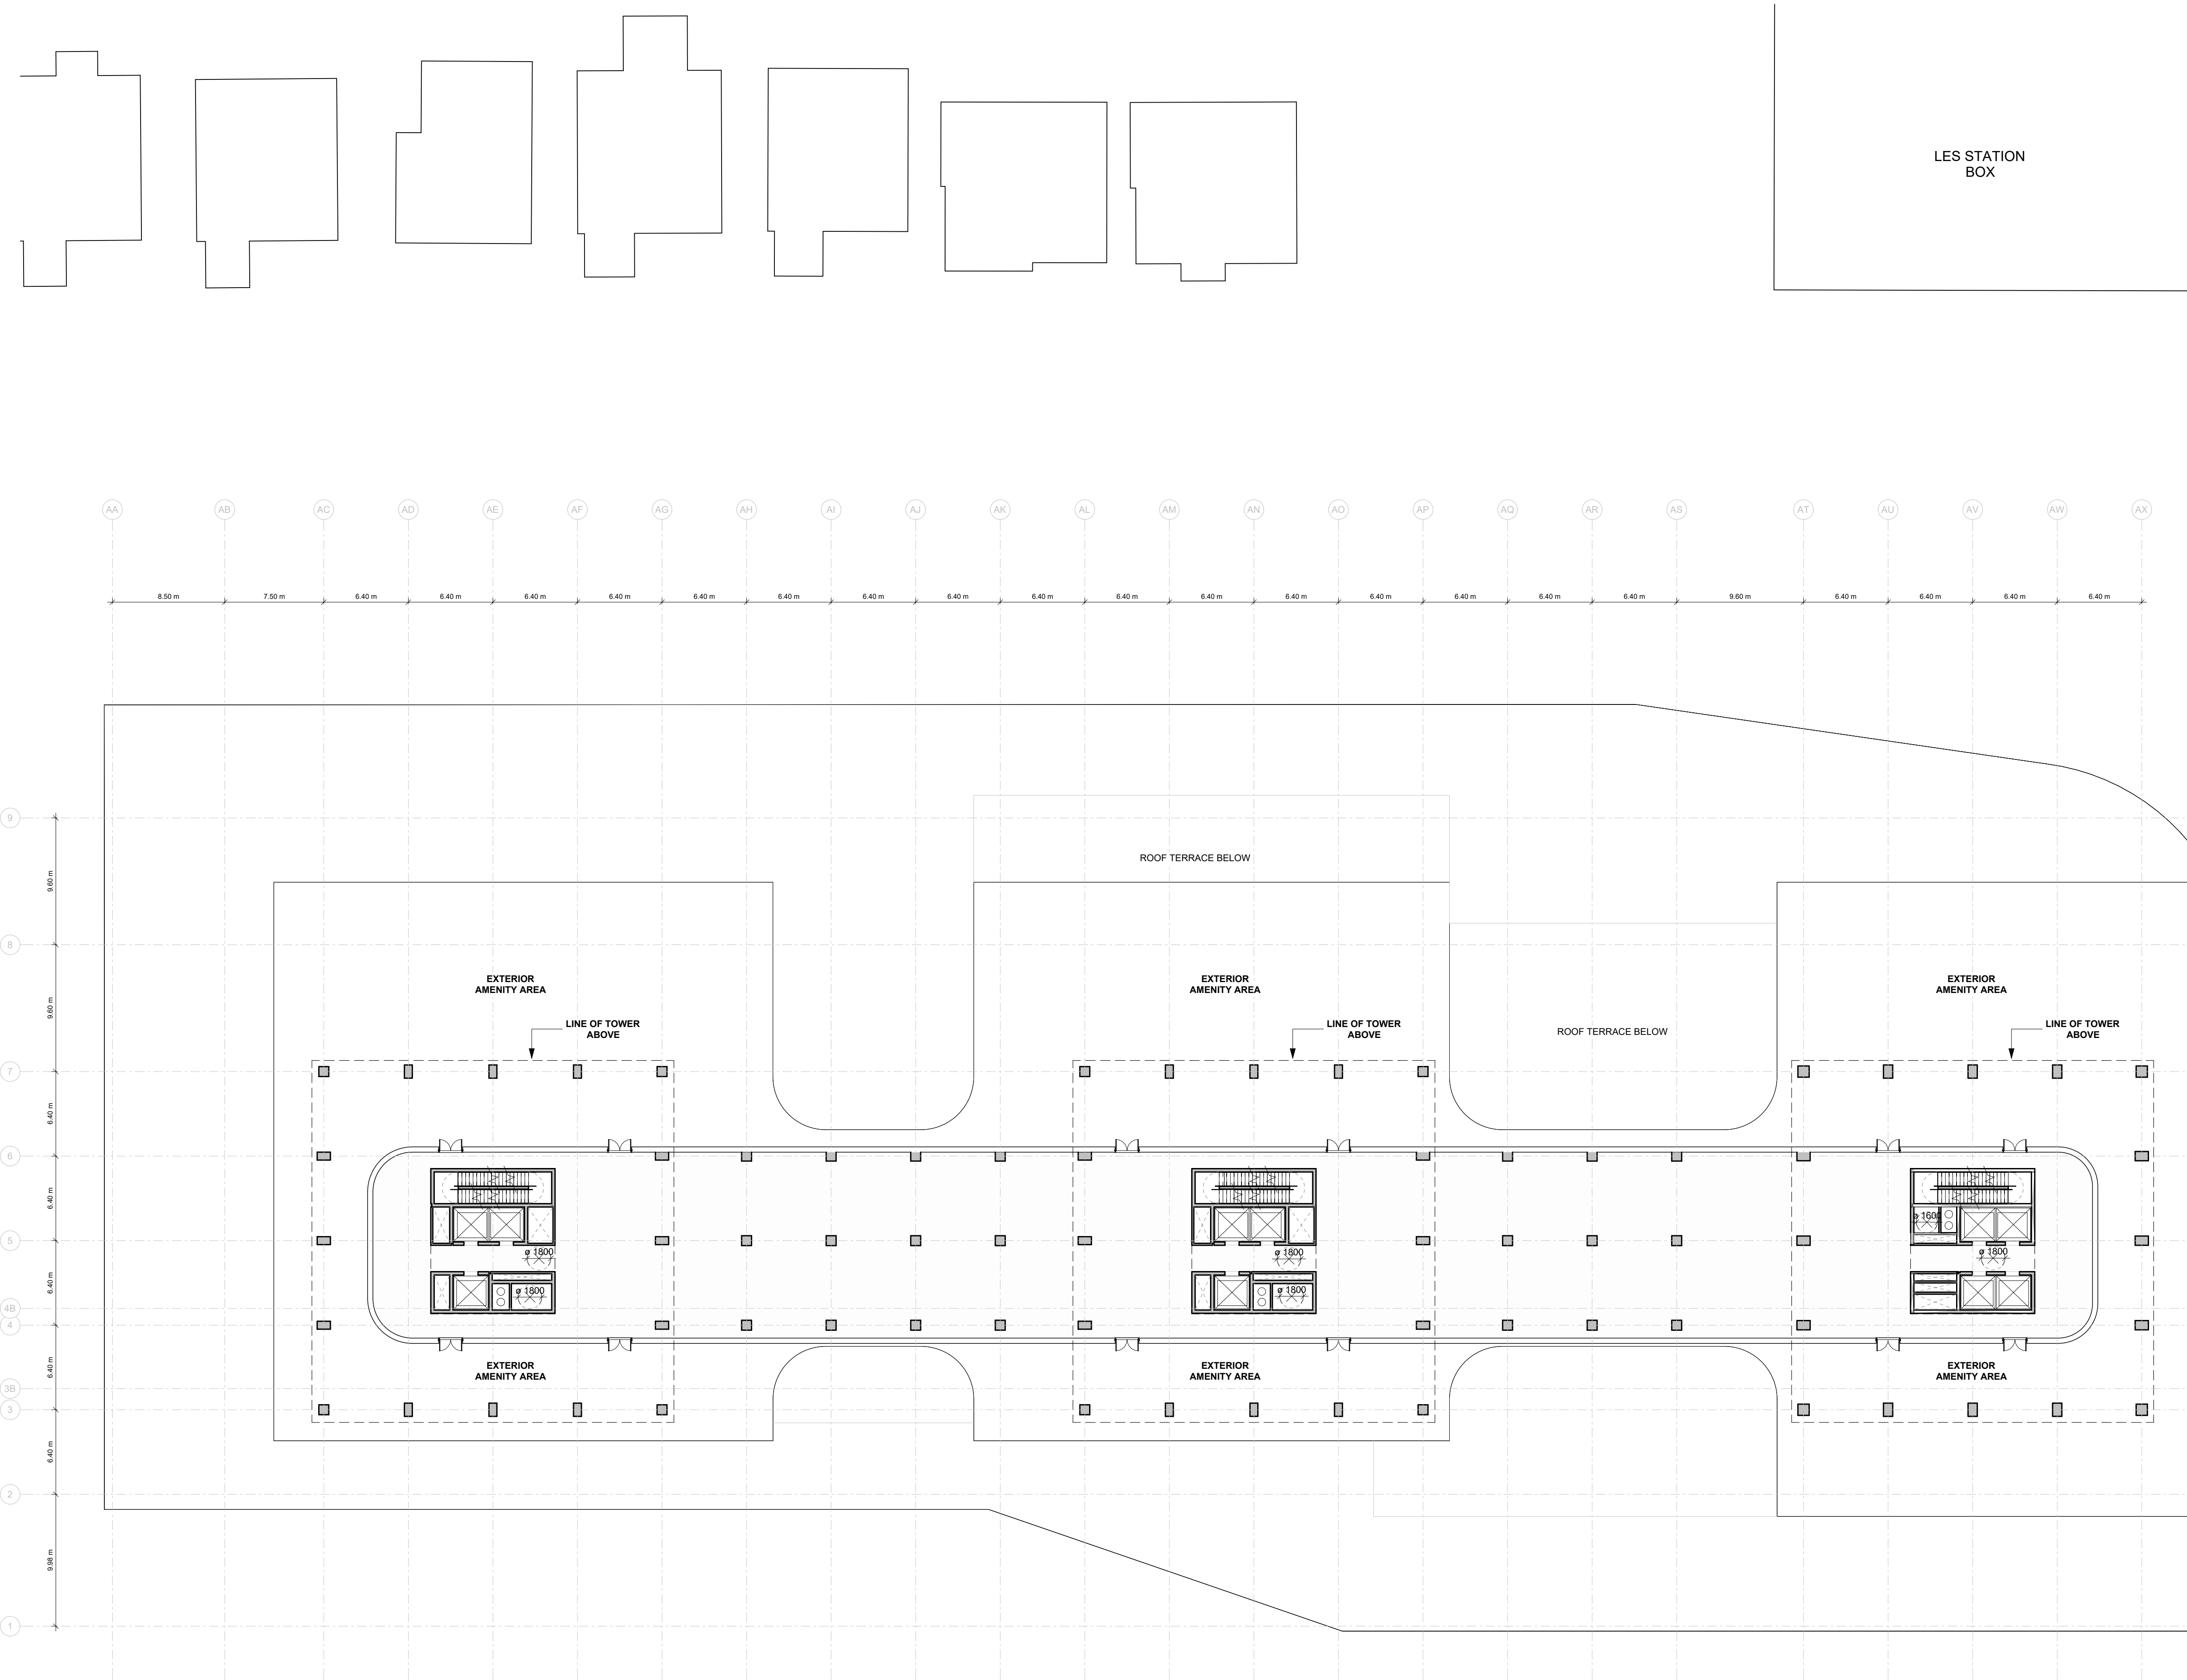 LES STATION
BOX
AA AB AC AD AE AF AG AH AI AJ AK AL AM AN AO AP AQ AR AS AT AU AV AW AX
8.50 m 7.50 m 6.40 m 6.40 m 6.40 m 6.40 m 6.40 m 6.40 m 6.40 m 6.40 m 6.40 m 6.40 m 6.40 m 6.40 m 6.40 m 6.40 m 6.40 m 6.40 m 9.60 m 6.40 m 6.40 m 6.40 m 6.40 m
9
ROOF TERRACE BELOW
9.60 m
8
EXTERIOR EXTERIOR EXTERIOR
AMENITY AREA AMENITY AREA AMENITY AREA
9.60 m
LINE OF TOWER LINE OF TOWER LINE OF TOWER
ABOVE ABOVE ABOVE
ROOF TERRACE BELOW
7
6.40 m
6
6.40 m
ø 1600
5
ø 1800 ø 1800 ø 1800
6.40 m
ø 1800 ø 1800
4B
4
6.40 m
EXTERIOR EXTERIOR EXTERIOR
AMENITY AREA AMENITY AREA AMENITY AREA
3B
3
6.40 m
2
9.98 m
1